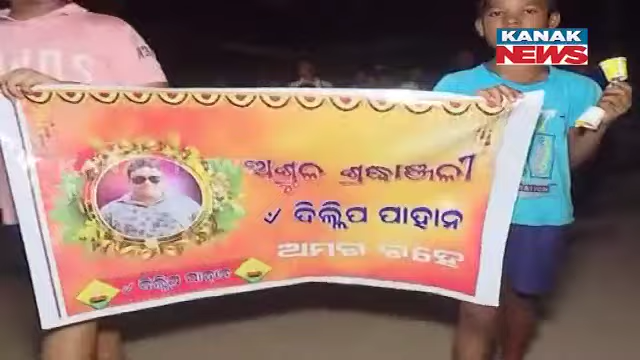 KANAK
NEWS
ଅଶ୍ରୁଳ ଶ୍ରଦ୍ଧାଞ୍ଜଳୀ
✓ ଦିଲ୍ଲିପ ପାହାନ
ଅମର ରହେ
✓ ଦିଲ୍ଲିପ ପାହାନ